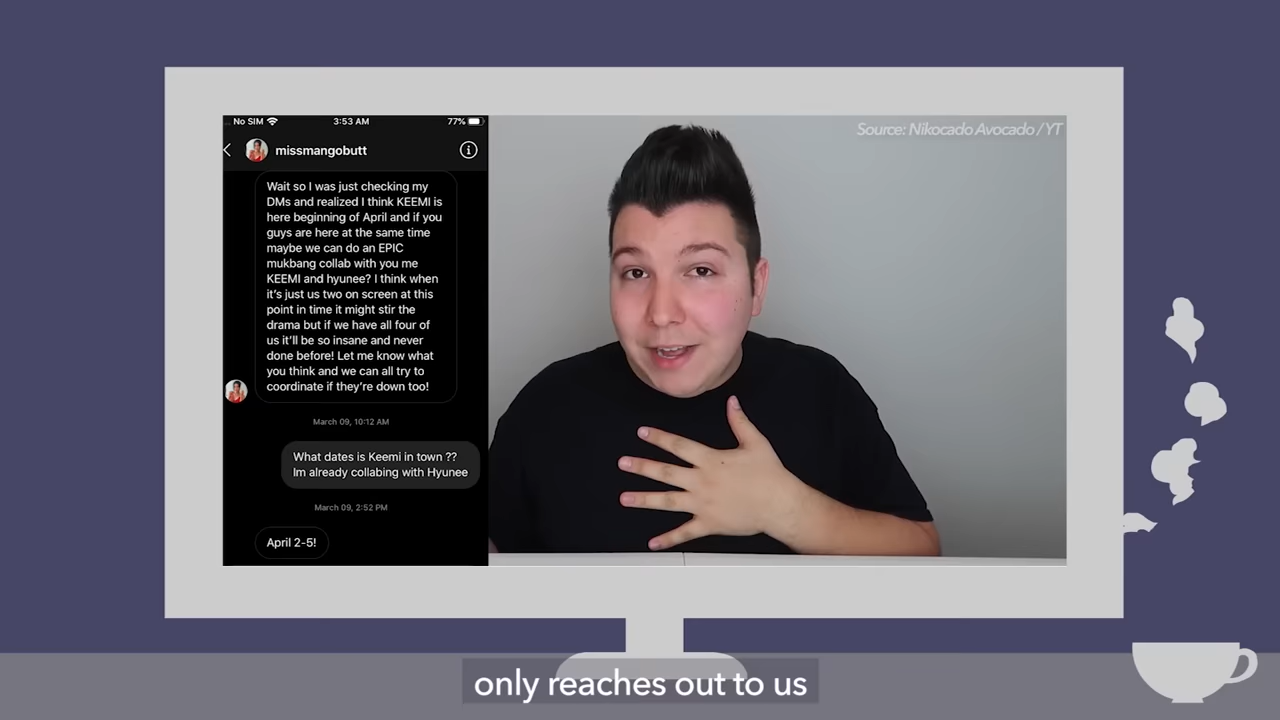 No SIM
3:53 AM
77%
missmangobutt
Source: Nikocado Avocado / YT
Wait so I was just checking my
DMs and realized I think KEEMI is
here beginning of April and if you
guys are here at the same time
maybe we can do an EPIC
mukbang collab with you me
KEEMI and hyunee? I think when
it's just us two on screen at this
point in time it might stir the
drama but if we have all four of
us it'll be so insane and never
done before! Let me know what
you think and we can all try to
coordinate if they're down too!
March 09, 10:12 AM
What dates is Keemi in town ??
Im already collabing with Hyunee
March 09, 2:52 PM
April 2-5!
only reaches out to us